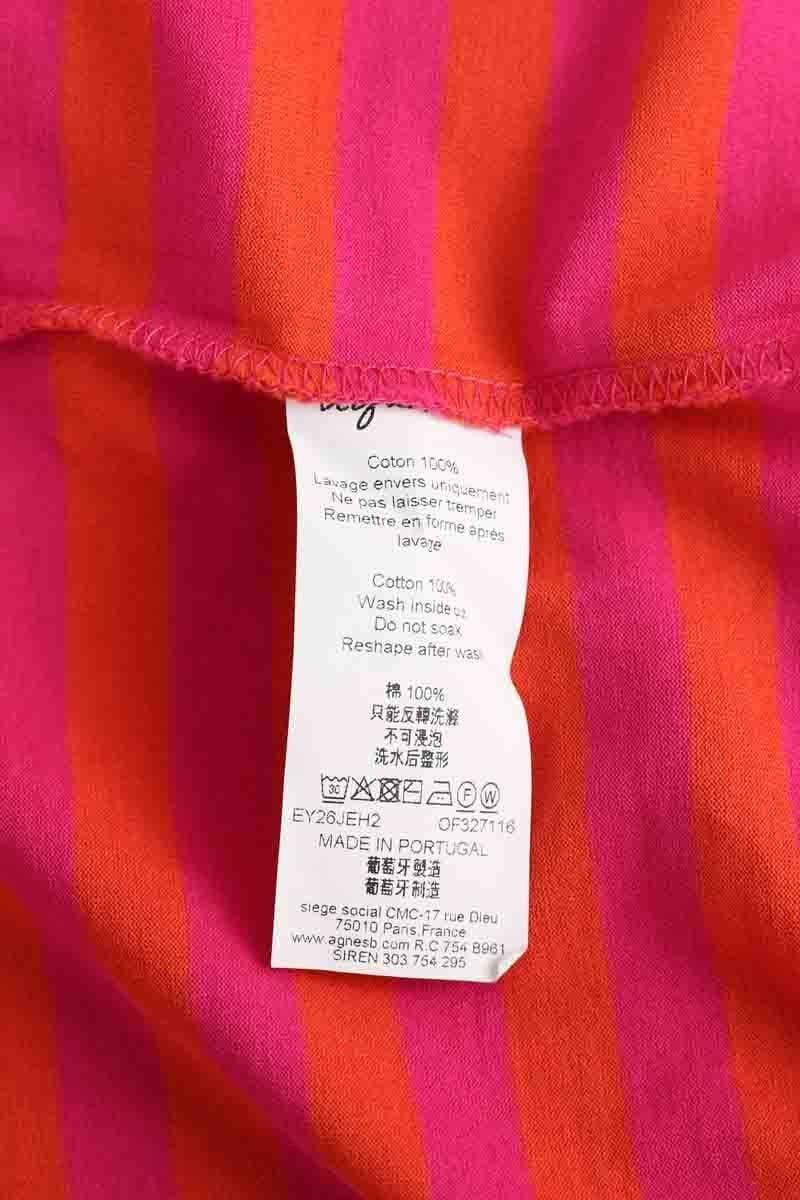 Coton 100%
Lavage envers uniquement
Ne pas laisser tremper
Remettre en forme après
lavage
Cotton 100%
Wash inside
Do not soak
Reshape after wash
棉 100%
只能反轉洗滌
不可浸泡
洗水后整形
30 F W
EY26JEH2 OF327116
MADE IN PORTUGAL
葡萄牙塑造
葡萄牙制造
siege social CMC-17 rue Dieu
75010 Paris,France
www.agnesb.com R.C 754 B961
SIREN 303 754 295